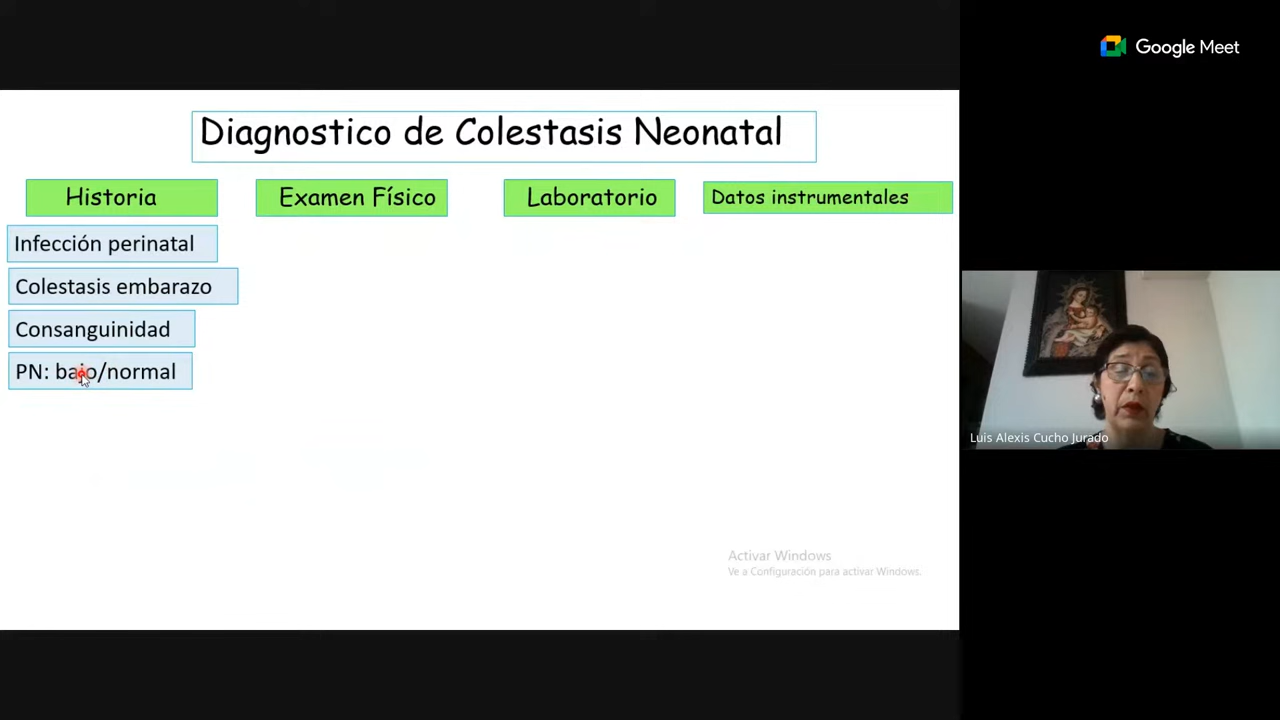 Google Meet
Diagnostico de Colestasis Neonatal
Historia
Examen Físico
Laboratorio
Datos instrumentales
Infección perinatal
Colestasis embarazo
Consanguinidad
PN: bajo/normal
Luis Alexis Cucho Jurado
Activar Windows
Ve a Configuración para activar Windows.